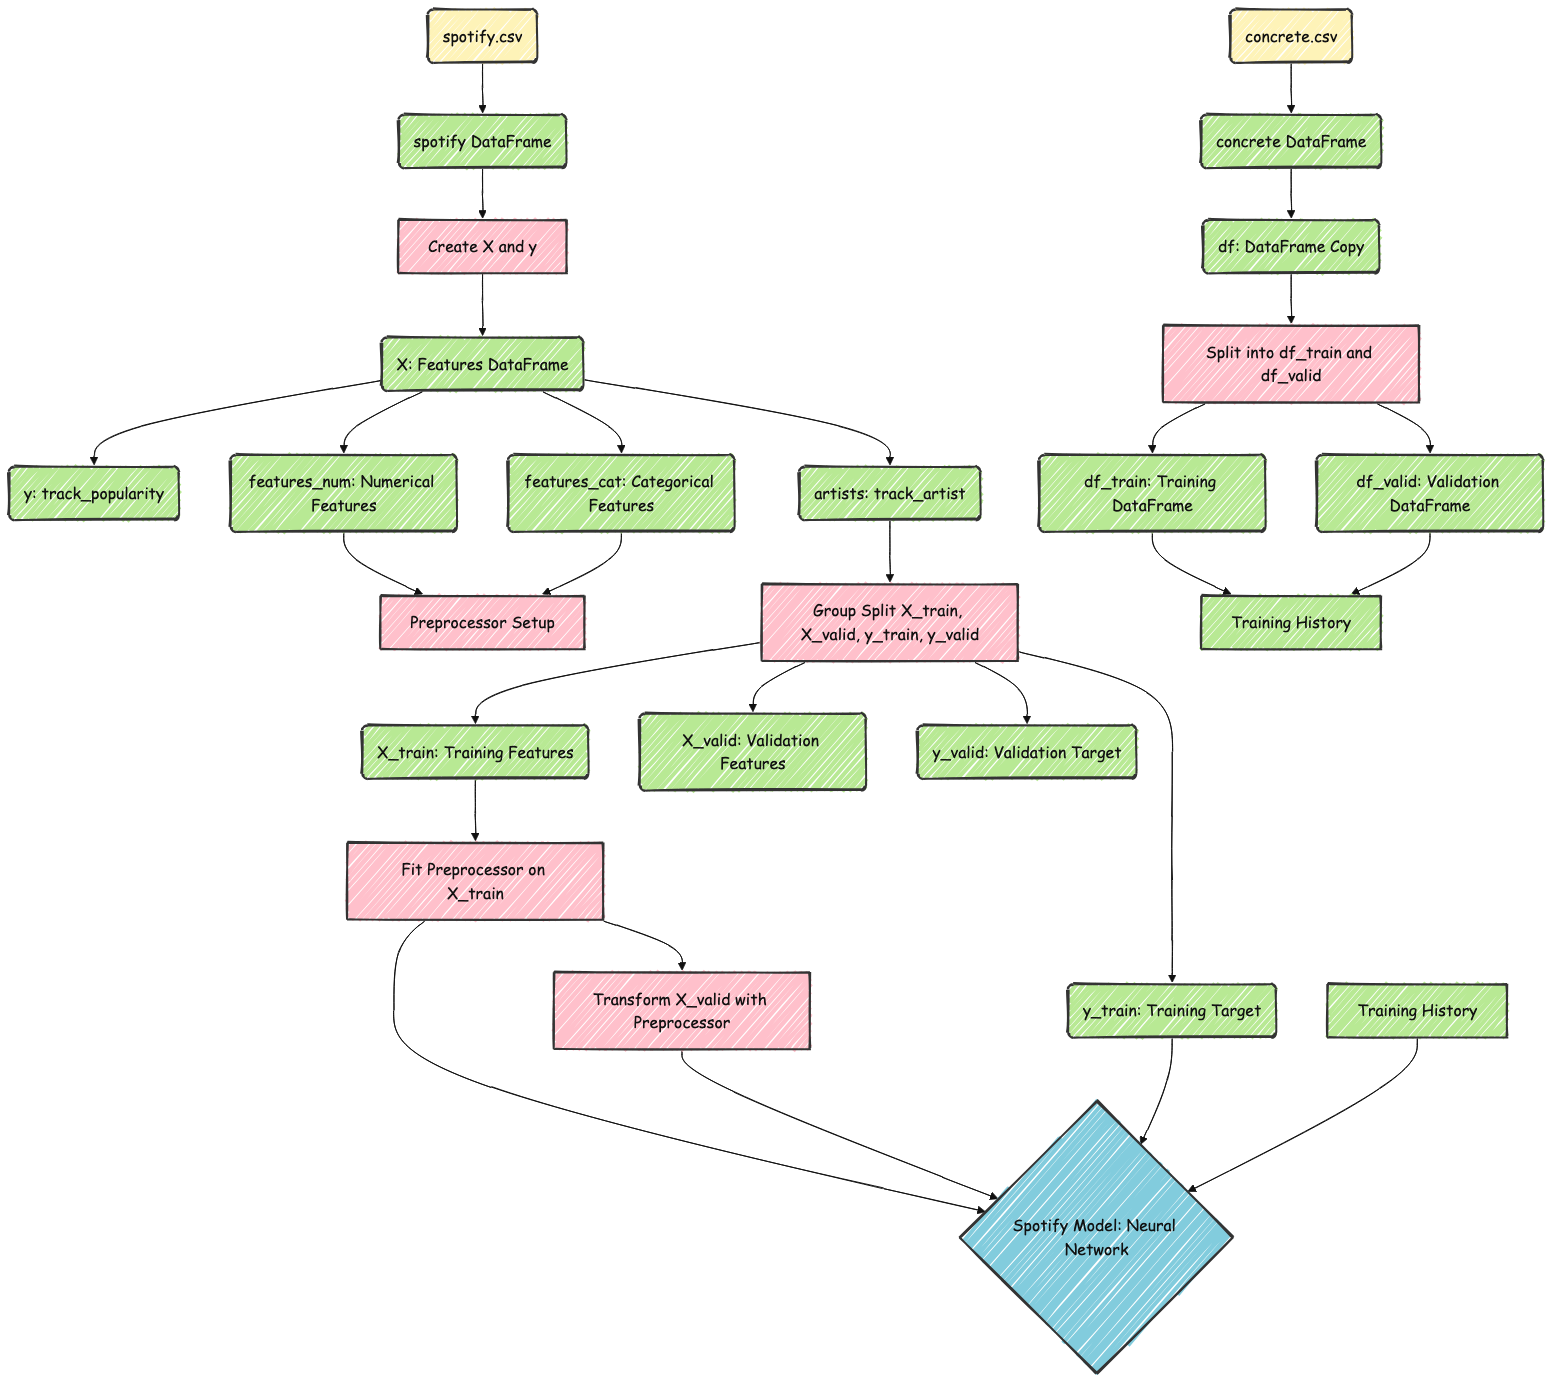 spotify.csv
concrete.csv
spotify DataFrame
concrete DataFrame
Create X and y
df: DataFrame Copy
X: Features DataFrame
Split into df_train and
df_valid
y: track_popularity
features_num: Numerical
Features
features_cat: Categorical
Features
artists: track_artist
df_train: Training
DataFrame
df_valid: Validation
DataFrame
Preprocessor Setup
Group Split X_train,
X_valid, y_train, y_valid
Training History
X_train: Training Features
X_valid: Validation
Features
y_valid: Validation Target
Fit Preprocessor on
X_train
Transform X_valid with
Preprocessor
y_train: Training Target
Training History
Spotify Model: Neural
Network